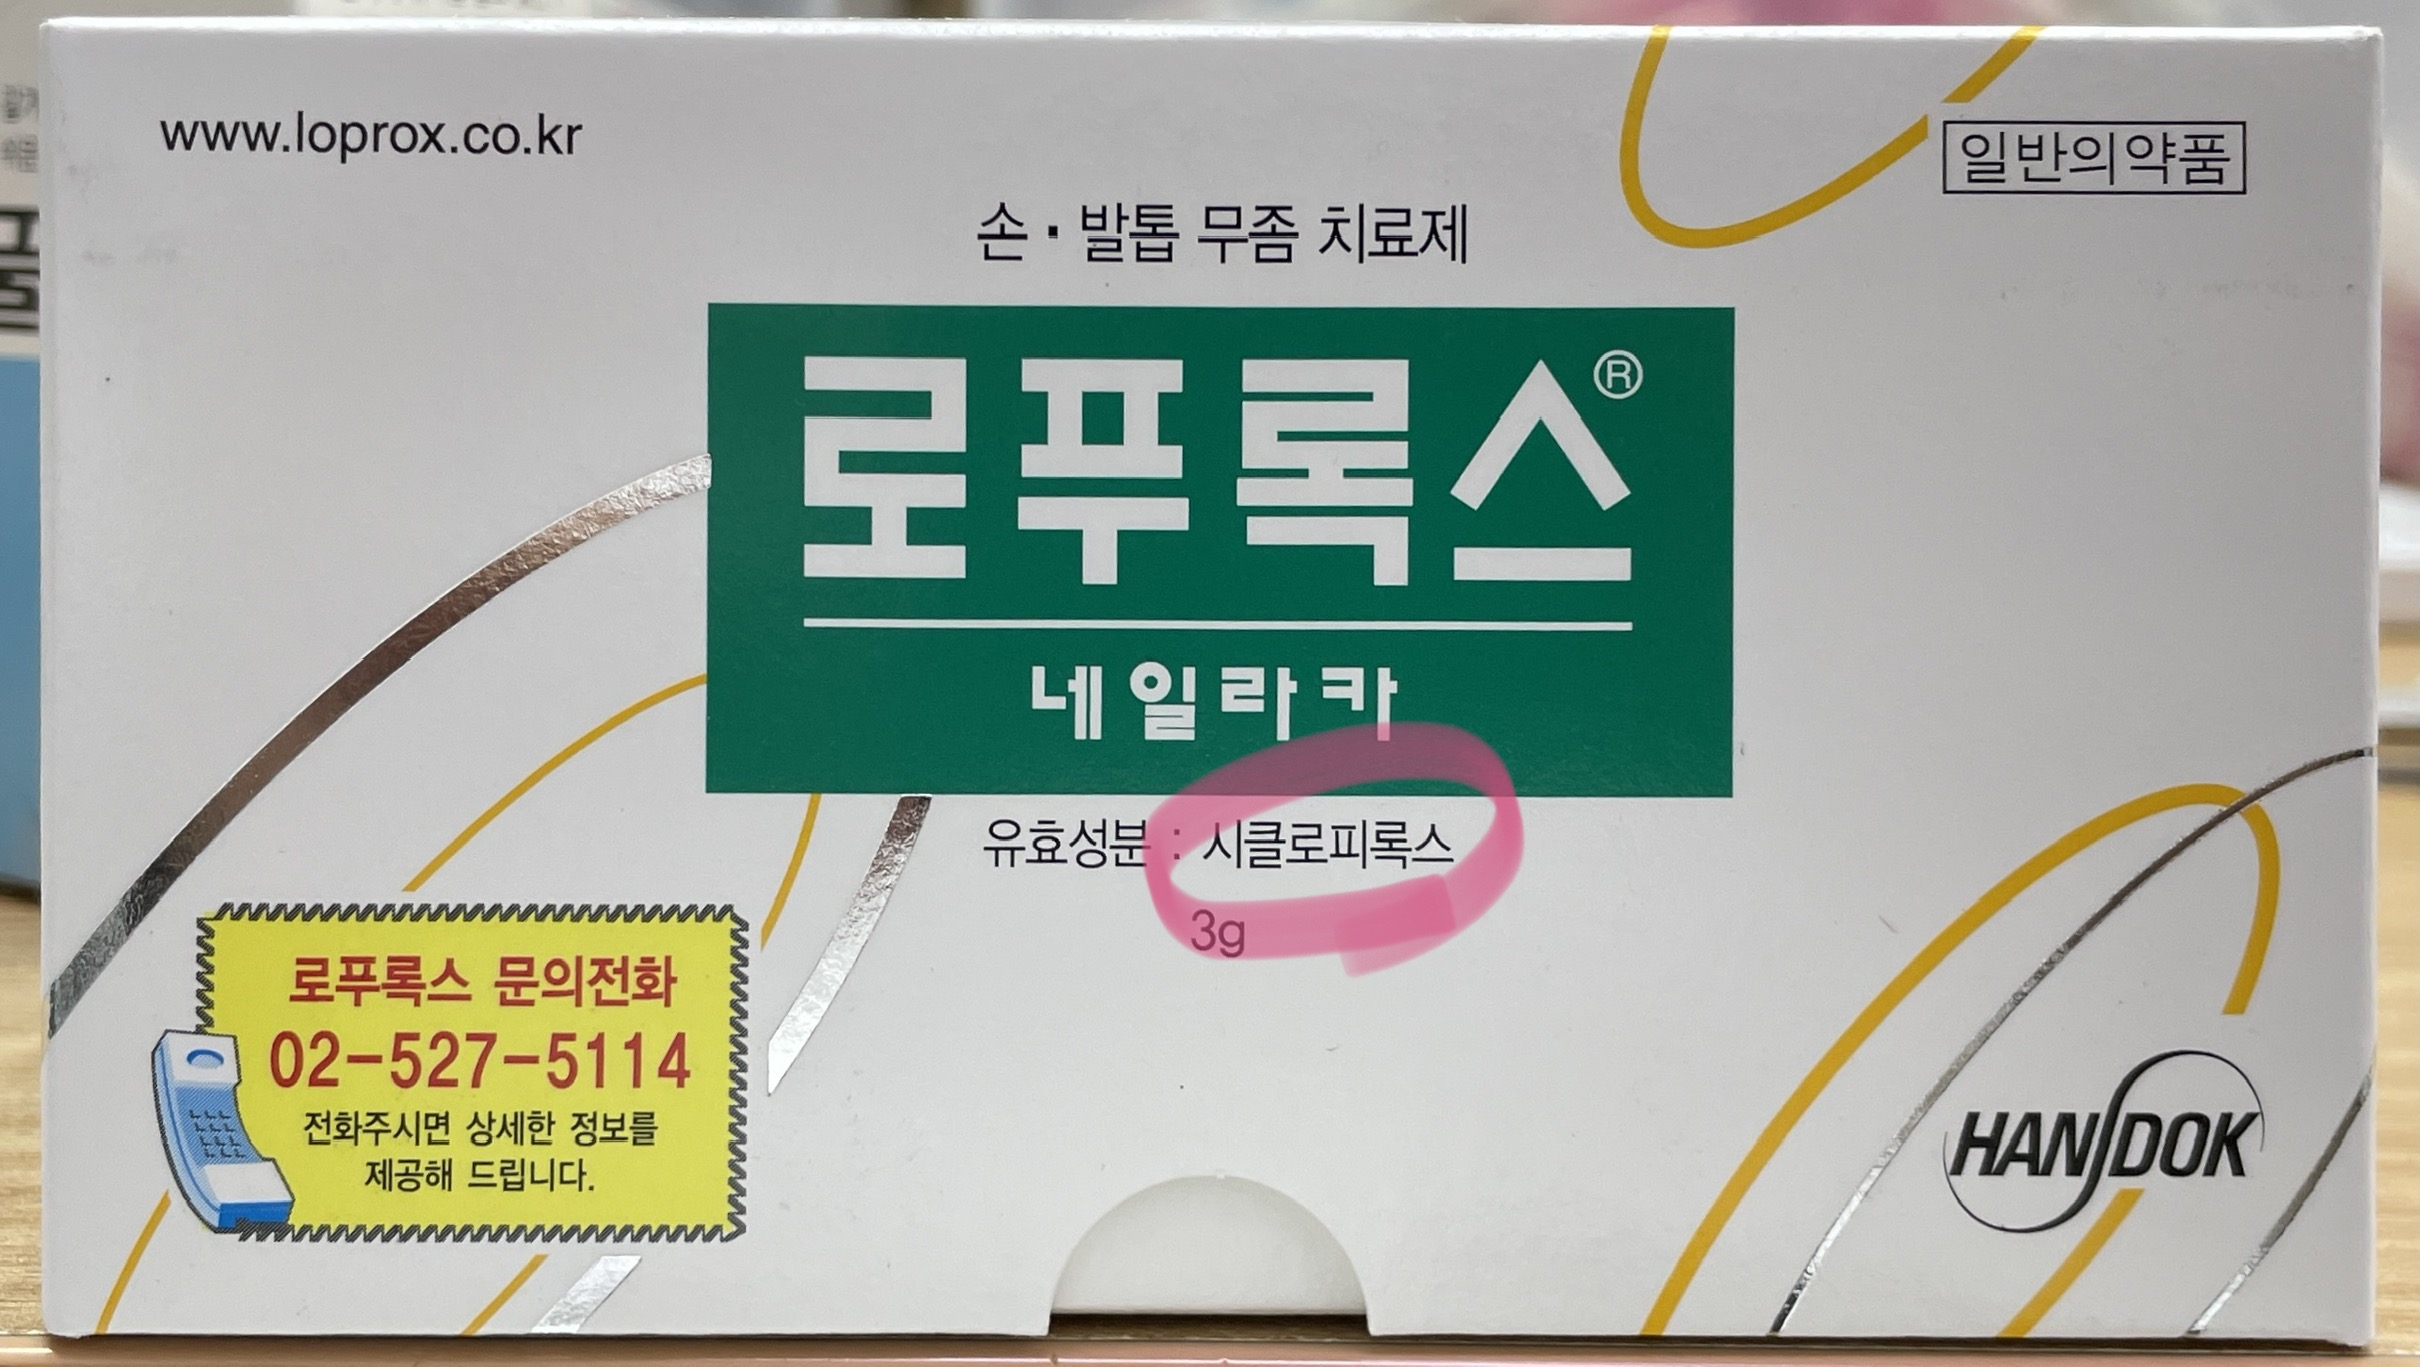 www.loprox.co.kr
일반의약품
손·발톱 무좀 치료제
로푸록스®
네일라카
유효성분 : 시클로피록스
3g
로푸록스 문의전화
02-527-5114
전화주시면 상세한 정보를
제공해 드립니다.
HANDOK